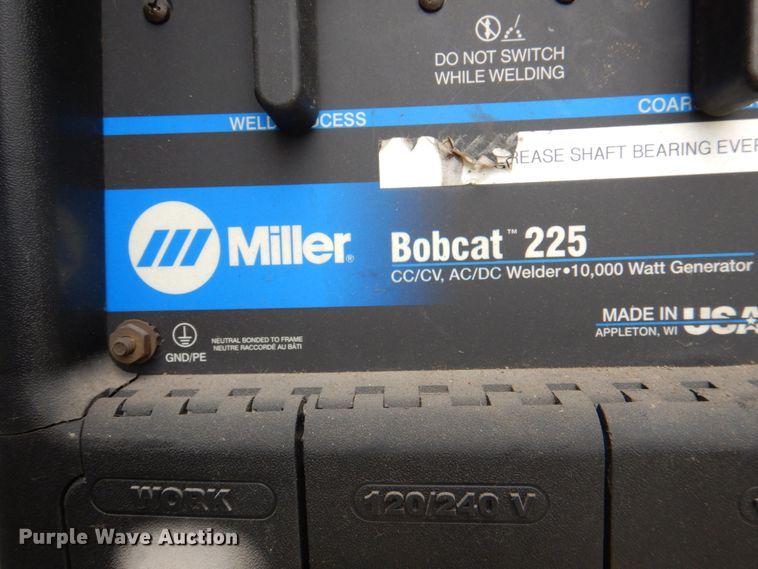 DO NOT SWITCH
WHILE WELDING
COAR
WELD OCESS
REASE SHAFT BEARING EVER
Miller®
Bobcat™ 225
CC/CV, AC/DC Welder•10,000 Watt Generator
MADE IN USA
APPLETON, WI
GND/PE
NEUTRAL BONDED TO FRAME
NEUTRE RACCORDÉ AU BÂTI
WORK
120/240 V
Purple Wave Auction